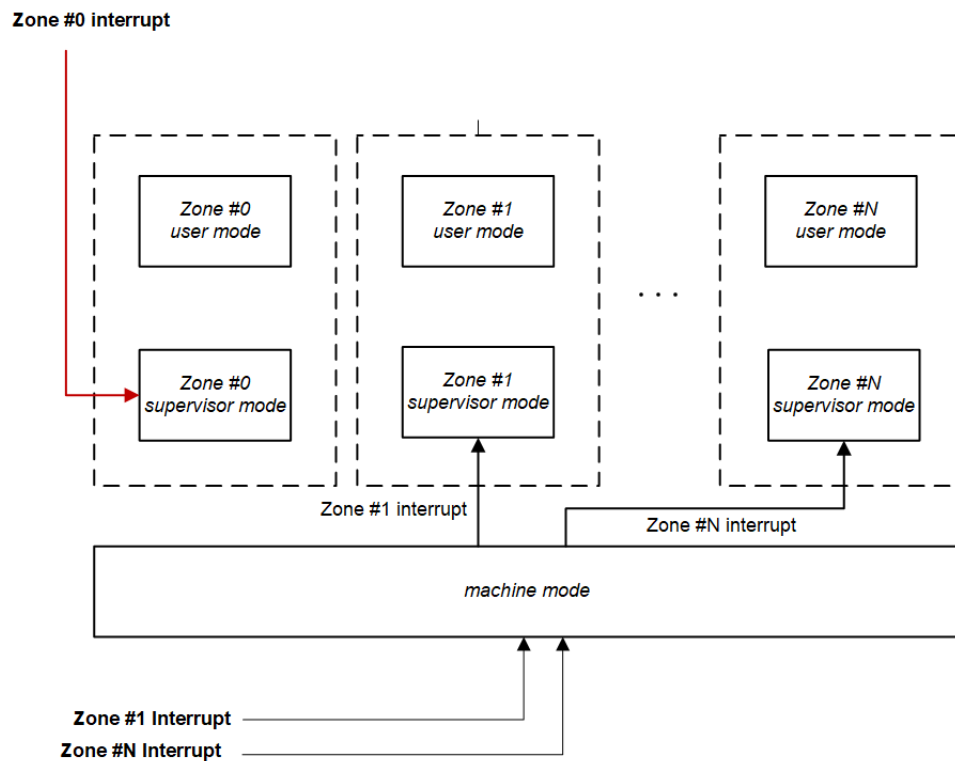 Zone #0 interrupt
Zone #0
user mode
Zone #1
user mode
Zone #N
user mode
. . .
Zone #0
supervisor mode
Zone #1
supervisor mode
Zone #N
supervisor mode
Zone #1 interrupt
Zone #N interrupt
machine mode
Zone #1 Interrupt
Zone #N Interrupt